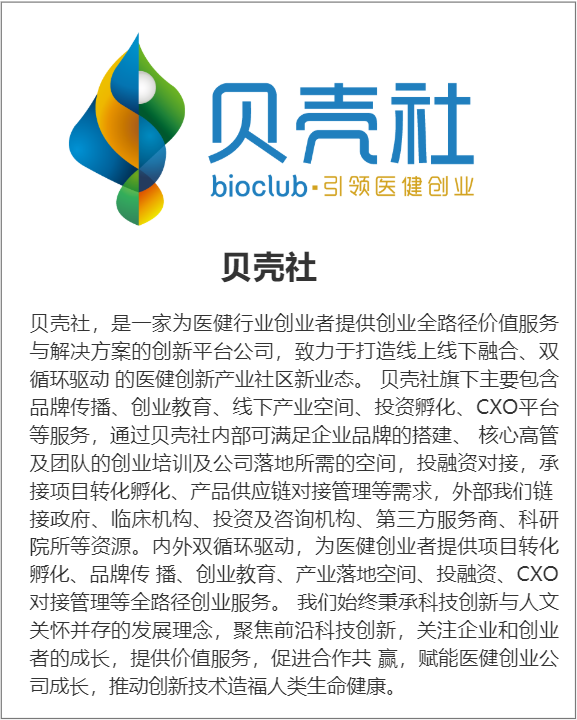 贝壳社
bioclub·引领医健创业
贝壳社
贝壳社，是一家为医健行业创业者提供创业全路径价值服务
与解决方案的创新平台公司，致力于打造线上线下融合、双
循环驱动 的医健创新产业社区新业态。 贝壳社旗下主要包含
品牌传播、创业教育、线下产业空间、投资孵化、CXO平台
等服务，通过贝壳社内部可满足企业品牌的搭建、 核心高管
及团队的创业培训及公司落地所需的空间，投融资对接，承
接项目转化孵化、产品供应链对接管理等需求，外部我们链
接政府、临床机构、投资及咨询机构、第三方服务商、科研
院所等资源。内外双循环驱动，为医健创业者提供项目转化
孵化、品牌传 播、创业教育、产业落地空间、投融资、CXO
对接管理等全路径创业服务。 我们始终秉承科技创新与人文
关怀并存的发展理念，聚焦前沿科技创新，关注企业和创业
者的成长，提供价值服务，促进合作共 赢，赋能医健创业公
司成长，推动创新技术造福人类生命健康。